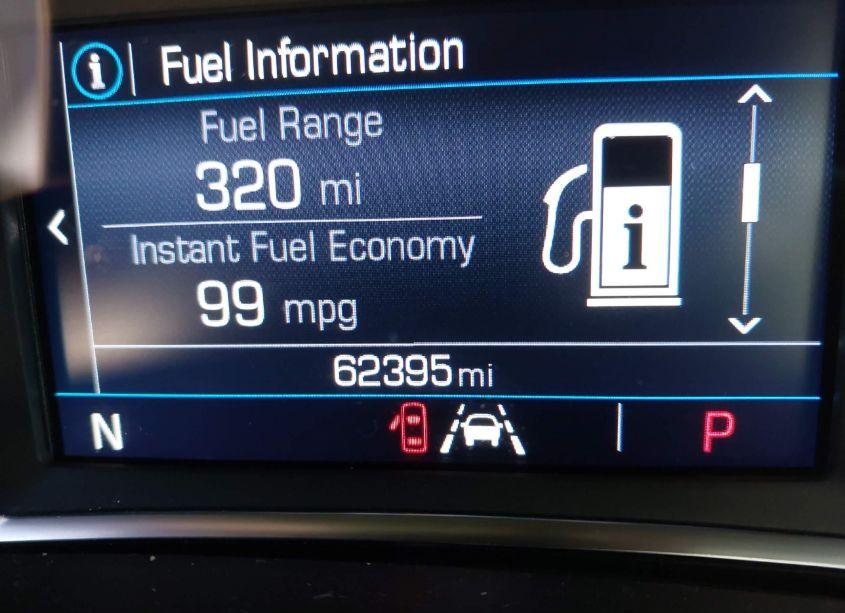 i Fuel Information
Fuel Range
320 mi
Instant Fuel Economy
99 mpg
i
62395 mi
N P